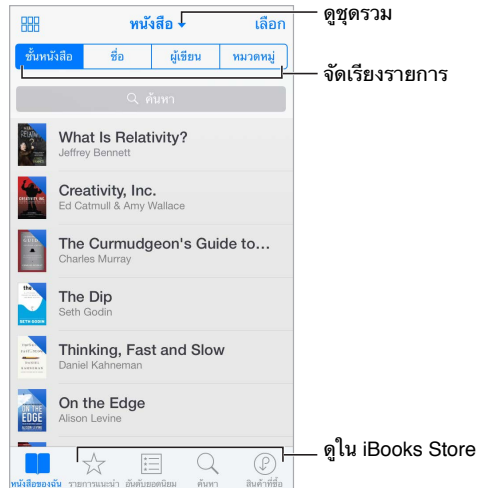 หนังสือ
เลือก
ดูชุดรวม
ชั้นหนังสือ ชื่อ ผู้เขียน หมวดหมู่
จัดเรียงรายการ
ค้นหา
What Is Relativity?
Jeffrey Bennett
Creativity, Inc.
Ed Catmull & Amy Wallace
The Curmudgeon's Guide to…
Charles Murray
The Dip
Seth Godin
Thinking, Fast and Slow
Daniel Kahneman
On the Edge
Alison Levine
ดูใน iBooks Store
หนังสือของฉัน รายการแนะนำ อันดับยอดนิยม ค้นหา สินค้าที่ซื้อ